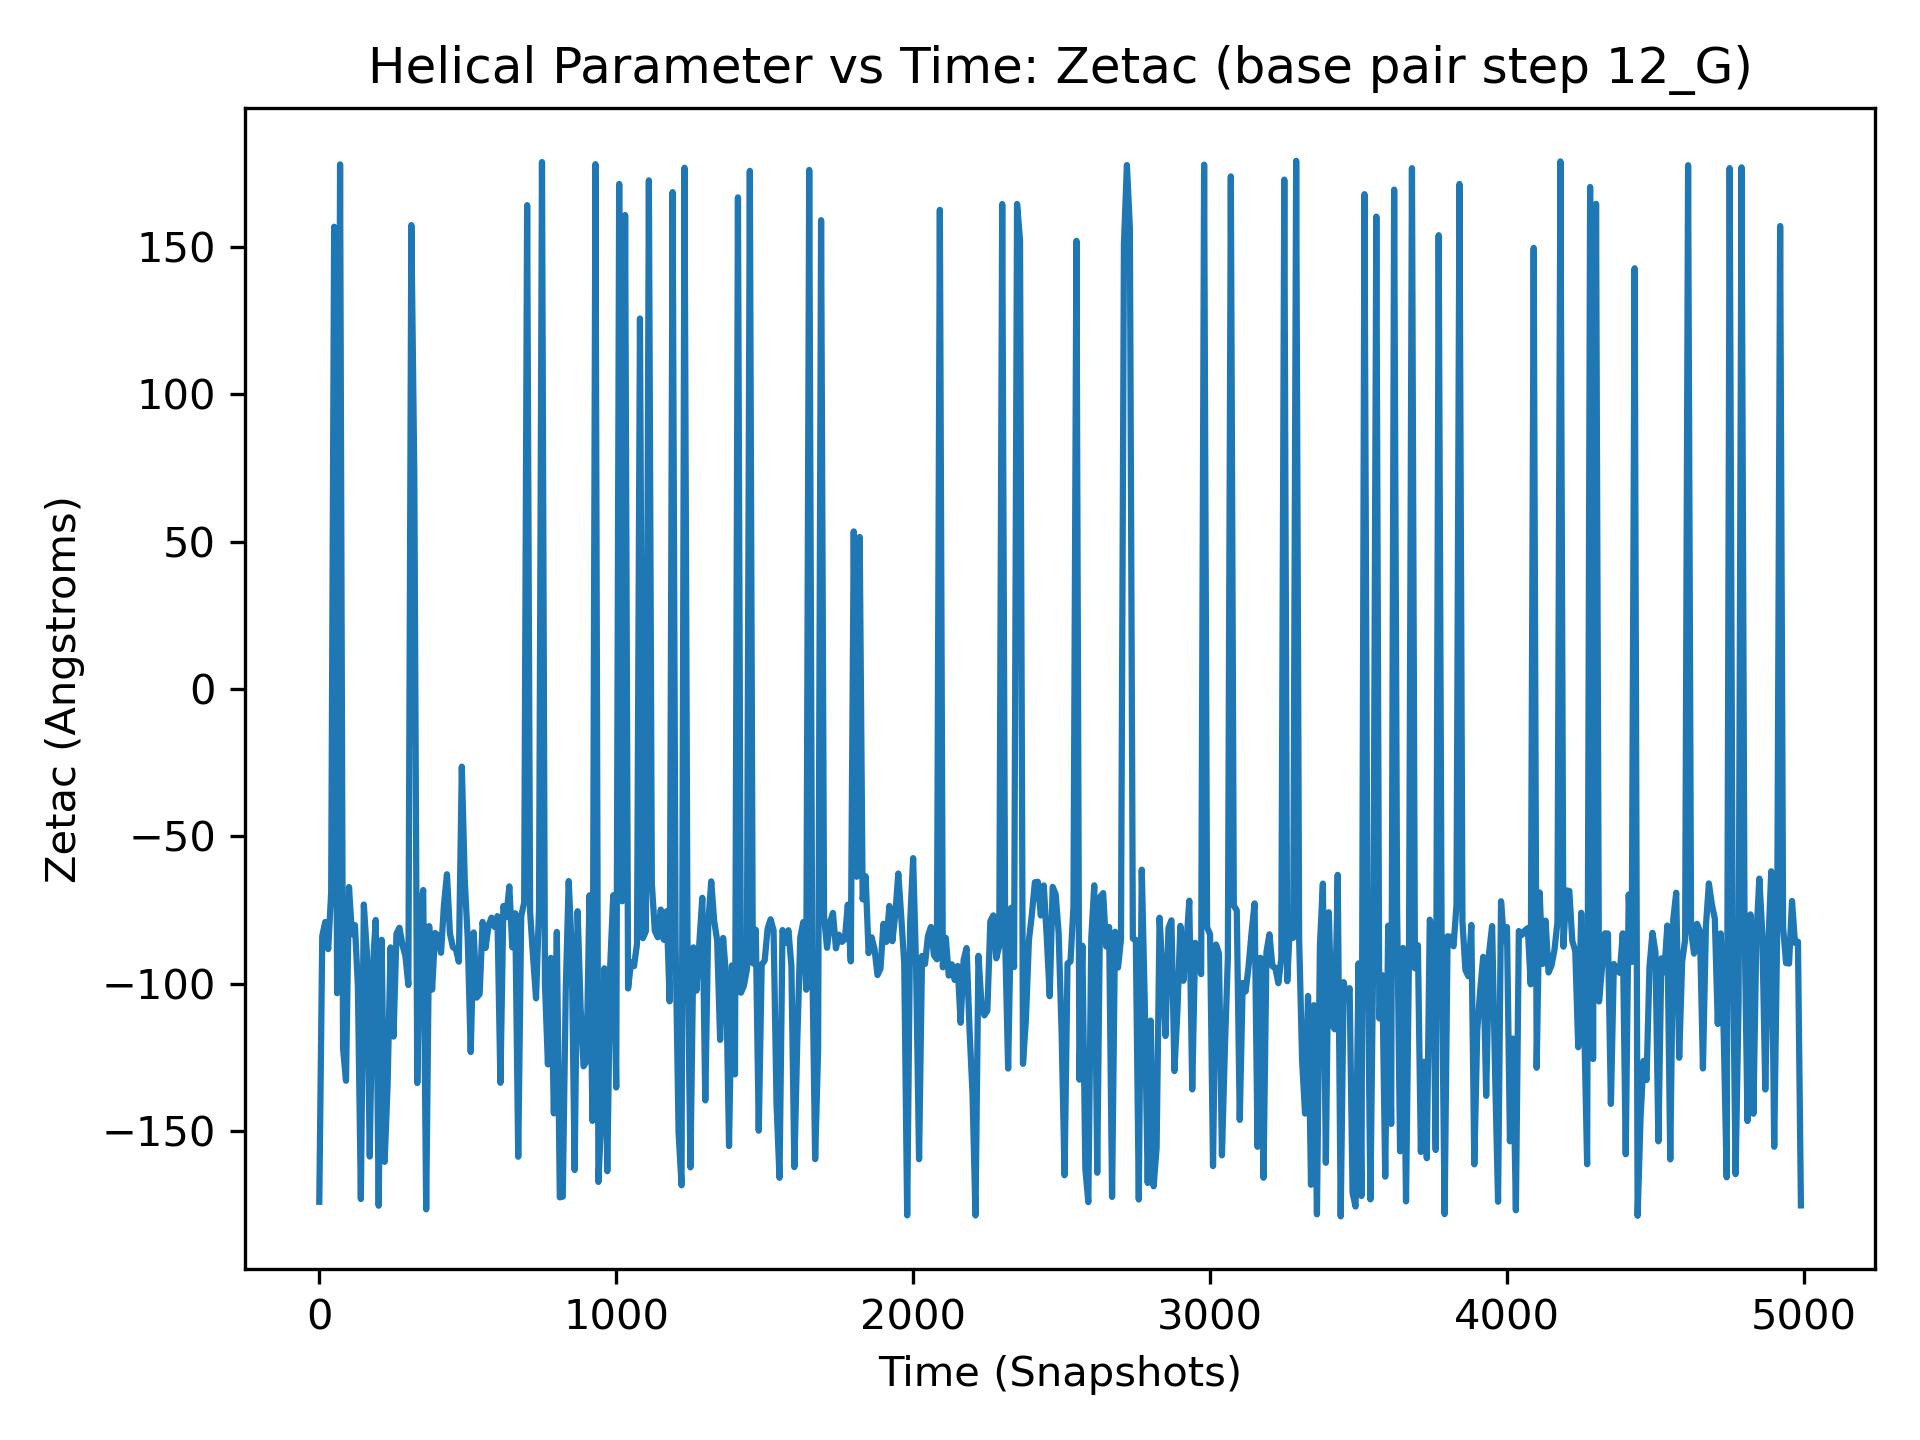 Helical Parameter vs Time: Zetac (base pair step 12_G)
150
100
50
0
−50
−100
−150
Zetac (Angstroms)
0 1000 2000 3000 4000 5000
Time (Snapshots)